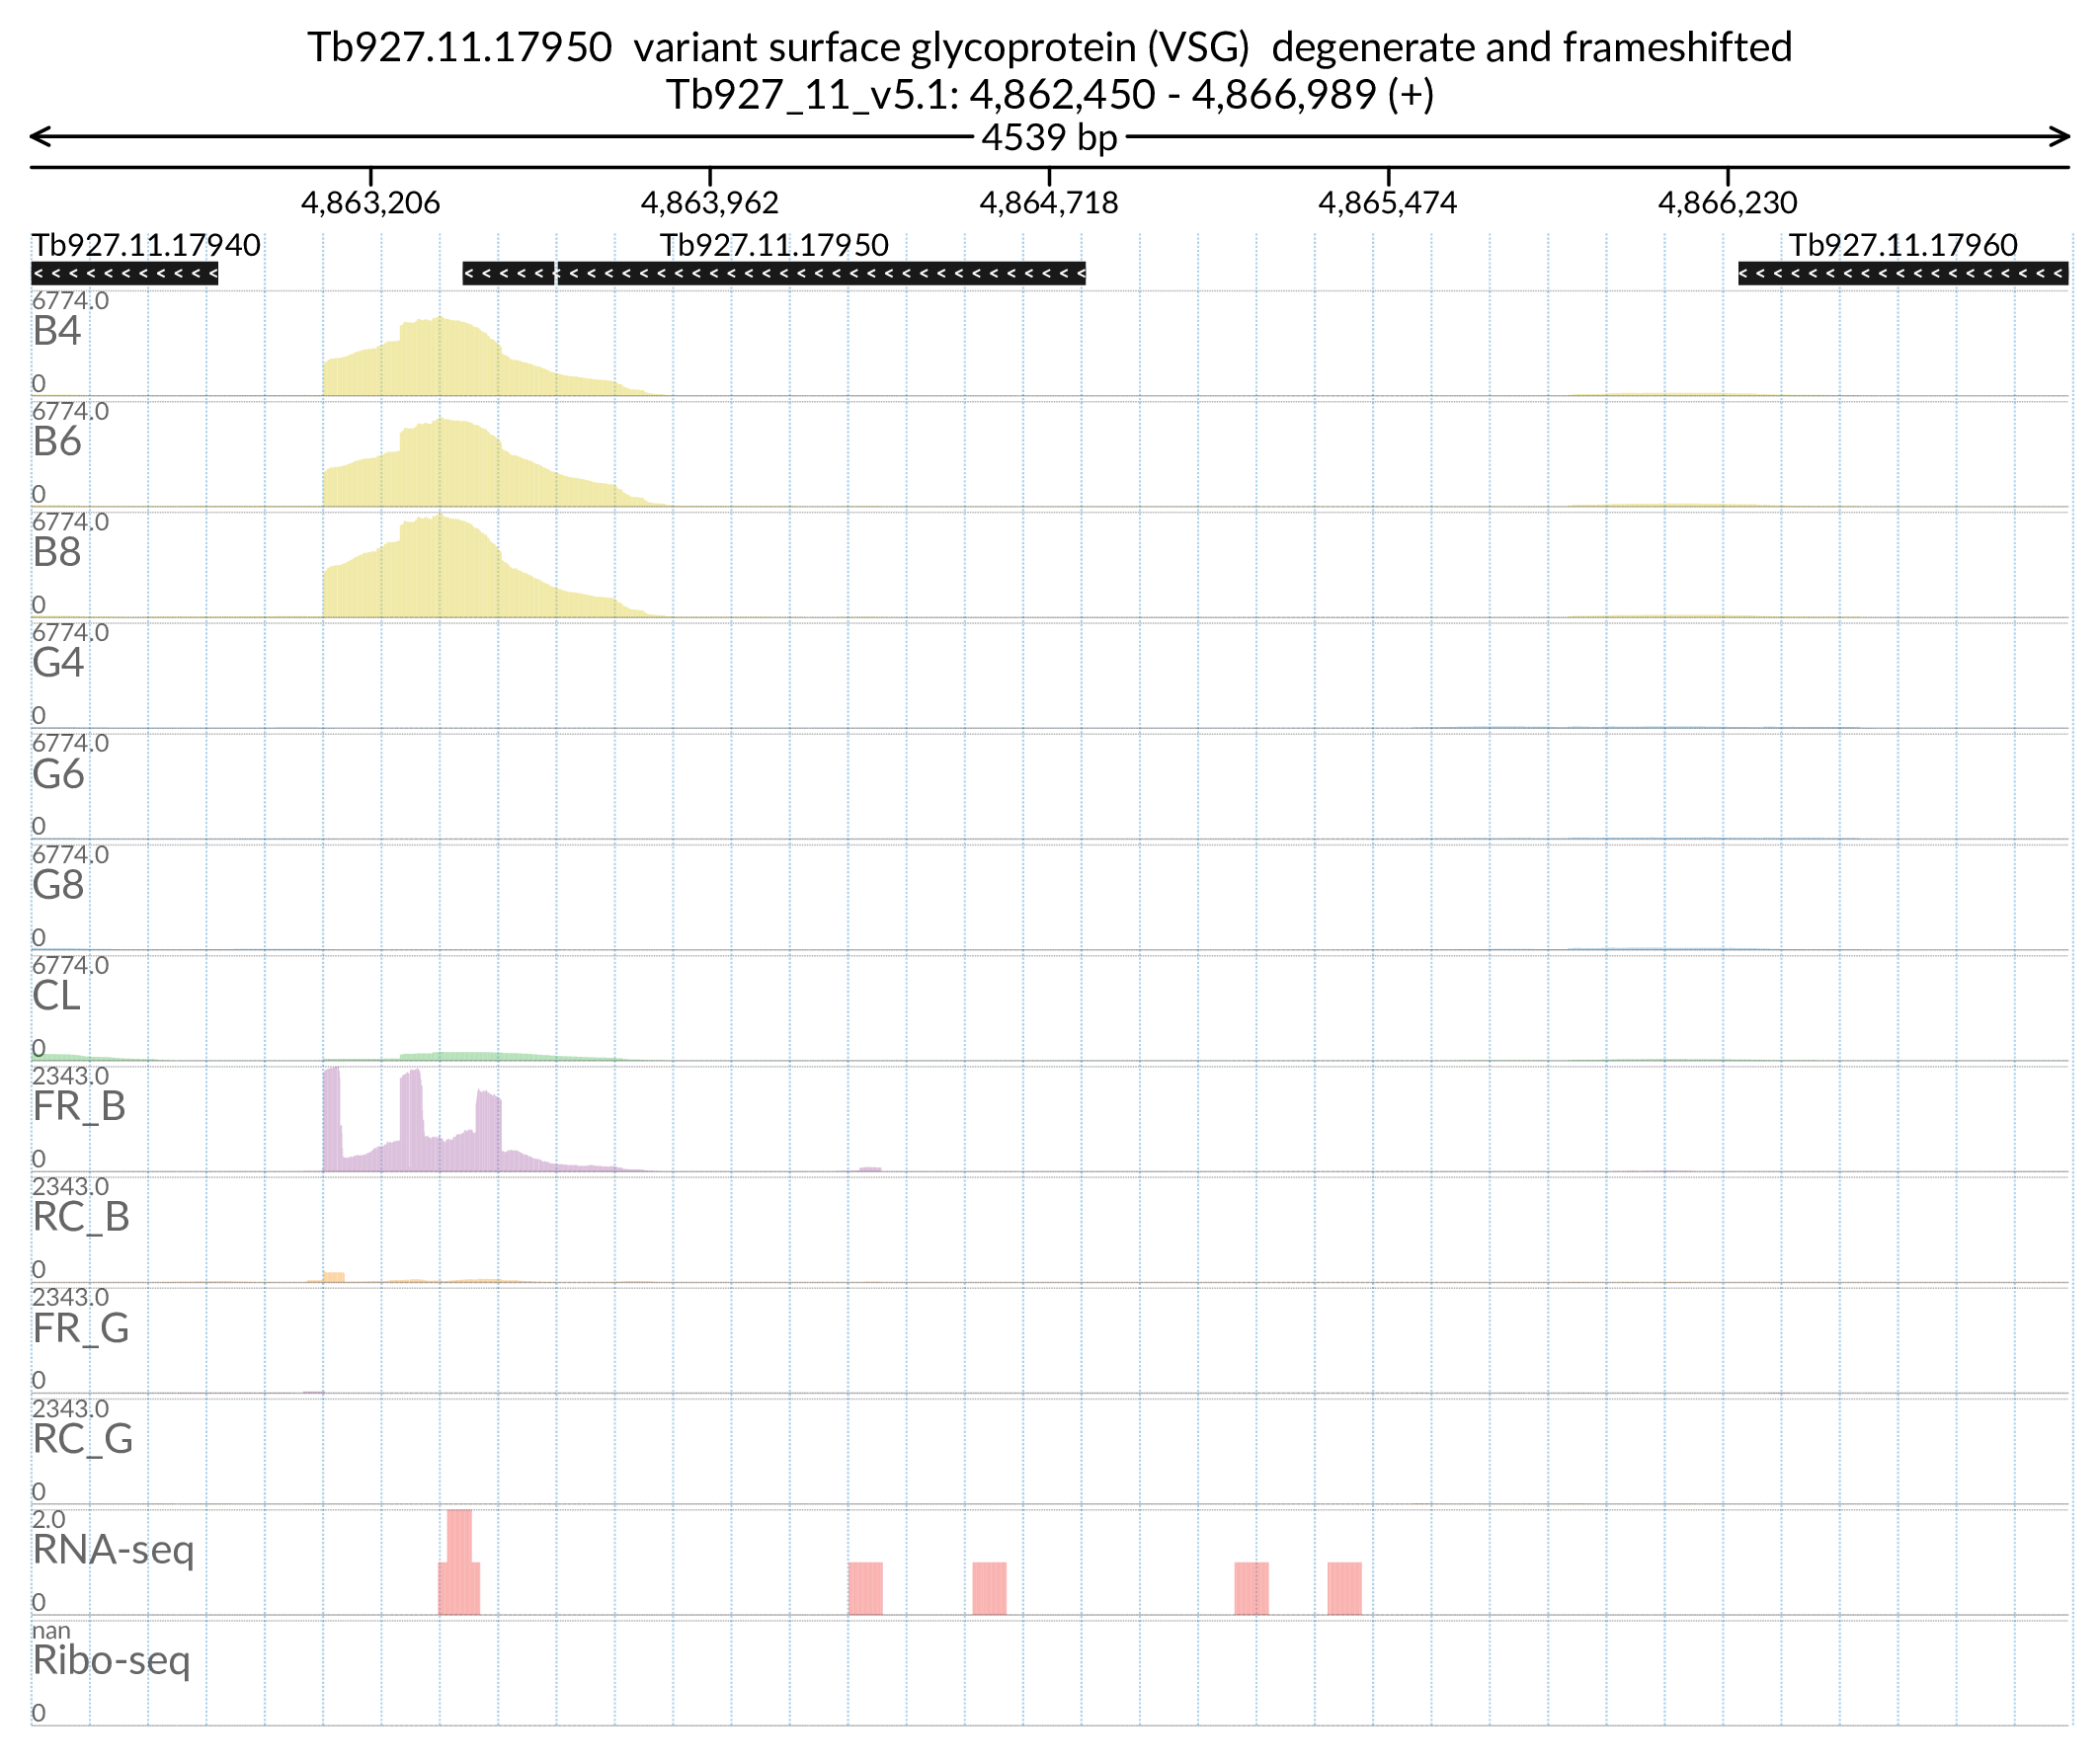 Tb927.11.17950 variant surface glycoprotein (VSG) degenerate and frameshifted
Tb927_11_v5.1: 4,862,450 - 4,866,989 (+)
4539 bp
4,863,206 4,863,962 4,864,718 4,865,474 4,866,230
Tb927.11.17940 Tb927.11.17950 Tb927.11.17960
6774.0
B4
0
6774.0
B6
0
6774.0
B8
0
6774.0
G4
0
6774.0
G6
0
6774.0
G8
0
6774.0
CL
0
2343.0
FR_B
0
2343.0
RC_B
0
2343.0
FR_G
0
2343.0
RC_G
0
2.0
RNA-seq
0
nan
Ribo-seq
0